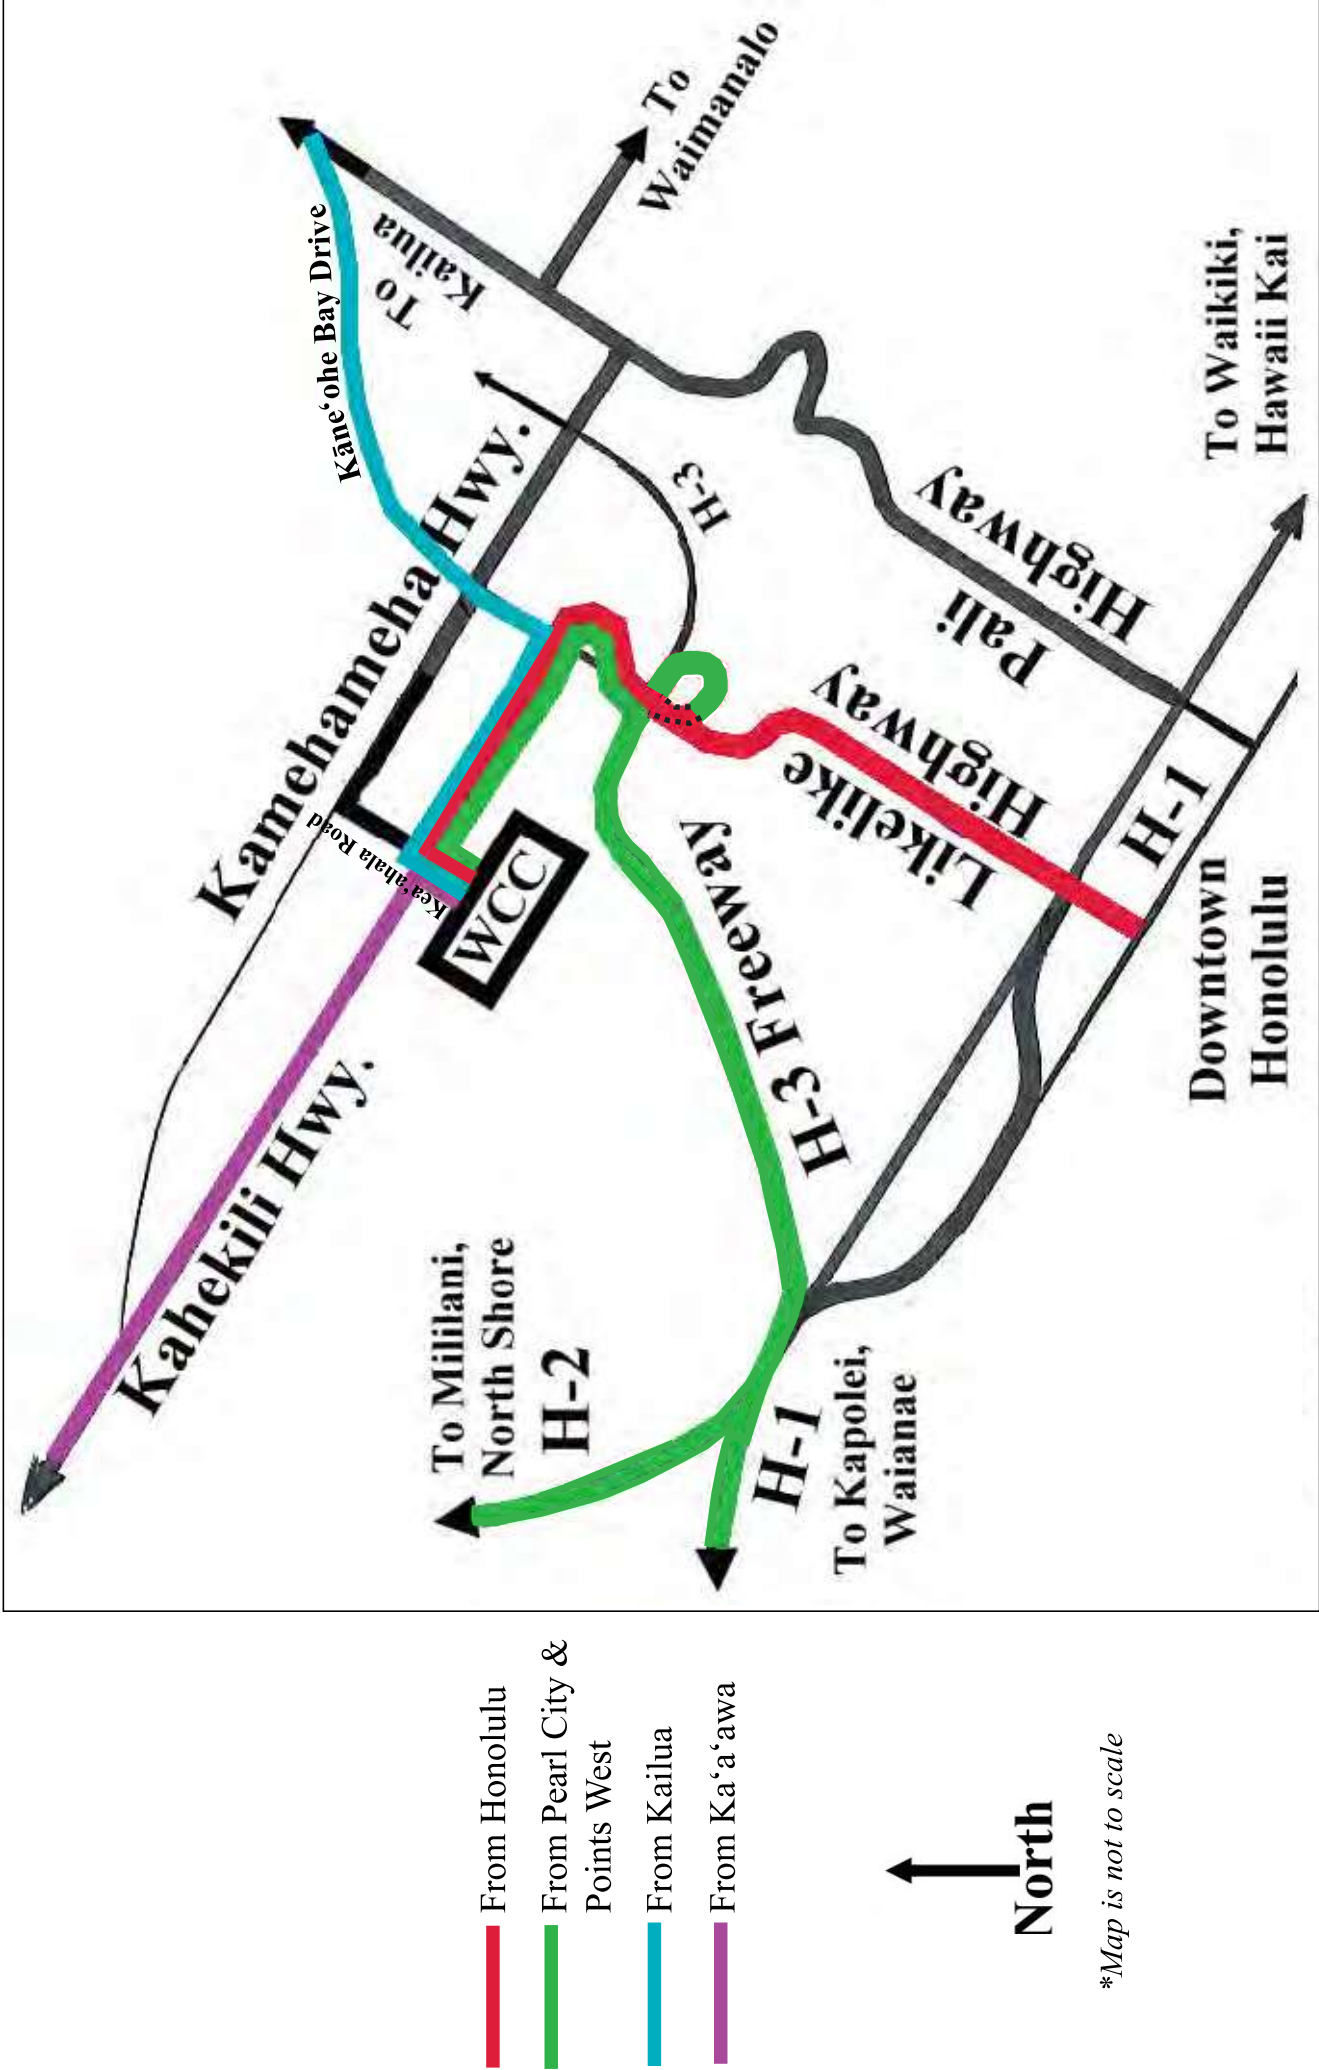 Kāneʻohe Bay Drive
To
Kailua
To
Waimanalo
Kamehameha Hwy.
H-3
Keaʻahala Road
WCC
Kahekili Hwy.
Pali
Highway
Likelike
Highway
H-3 Freeway
To Waikiki,
Hawaii Kai
H-1
Downtown
Honolulu
To Mililani,
North Shore
H-2
H-1
To Kapolei,
Waianae
From Honolulu
From Pearl City &
Points West
From Kailua
From Kaʻaʻawa
North
*Map is not to scale